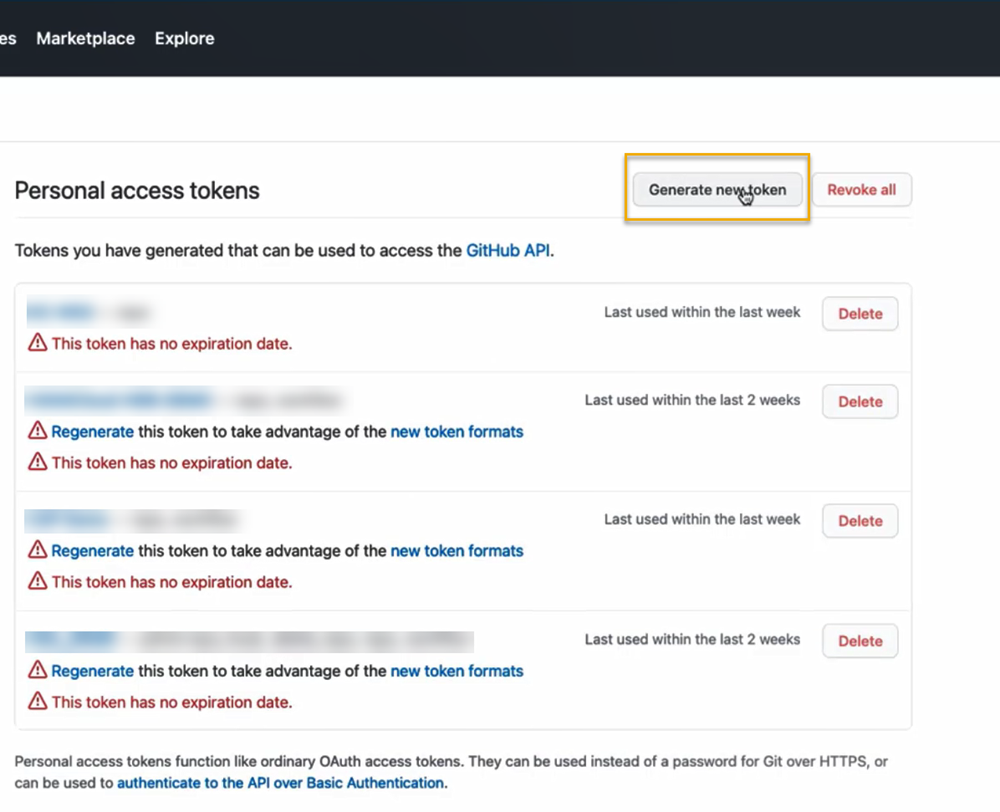 es Marketplace Explore
Personal access tokens
Generate new token
Revoke all
Tokens you have generated that can be used to access the GitHub API.
Last used within the last week
Delete
This token has no expiration date.
Last used within the last 2 weeks
Delete
Regenerate this token to take advantage of the new token formats
This token has no expiration date.
Last used within the last week
Delete
Regenerate this token to take advantage of the new token formats
This token has no expiration date.
Last used within the last 2 weeks
Delete
Regenerate this token to take advantage of the new token formats
This token has no expiration date.
Personal access tokens function like ordinary OAuth access tokens. They can be used instead of a password for Git over HTTPS, or
can be used to authenticate to the API over Basic Authentication.